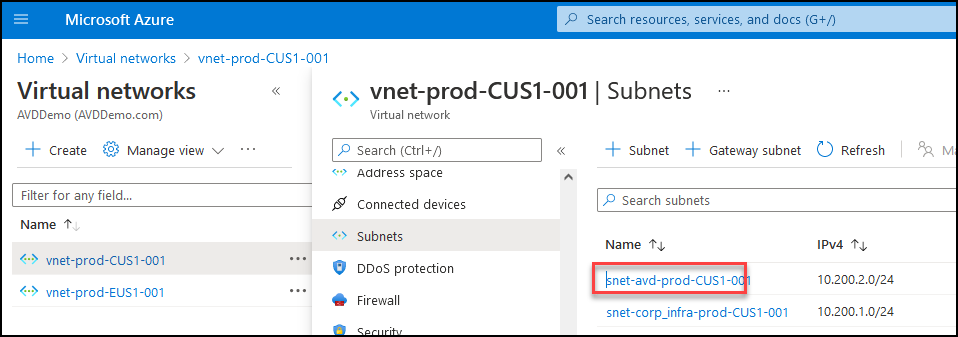 Microsoft Azure
Search resources, services, and docs (G+/)
Home > Virtual networks > vnet-prod-CUS1-001
Virtual networks «
AVDDemo (AVDDemo.com)
+ Create Manage view ...
Filter for any field...
Name ↑↓
vnet-prod-CUS1-001 ...
vnet-prod-EUS1-001 ...
vnet-prod-CUS1-001 | Subnets ...
Virtual network
Search (Ctrl+/) «
Address space
Connected devices
Subnets
DDoS protection
Firewall
Security
+ Subnet + Gateway subnet Refresh
Search subnets
Name ↑↓ IPv4 ↑↓
snet-avd-prod-CUS1-001 10.200.2.0/24
snet-corp_infra-prod-CUS1-001 10.200.1.0/24